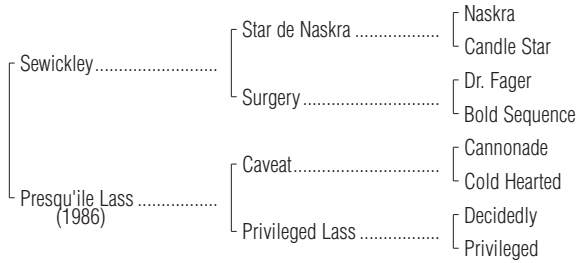 Naskra
Star de Naskra ..................
Candle Star
Sewickley..........................
Dr. Fager
Surgery.............................
Bold Sequence
Cannonade
Caveat...............................
Cold Hearted
Presqu'ile Lass .................
(1986)
Decidedly
Privileged Lass .................
Privileged